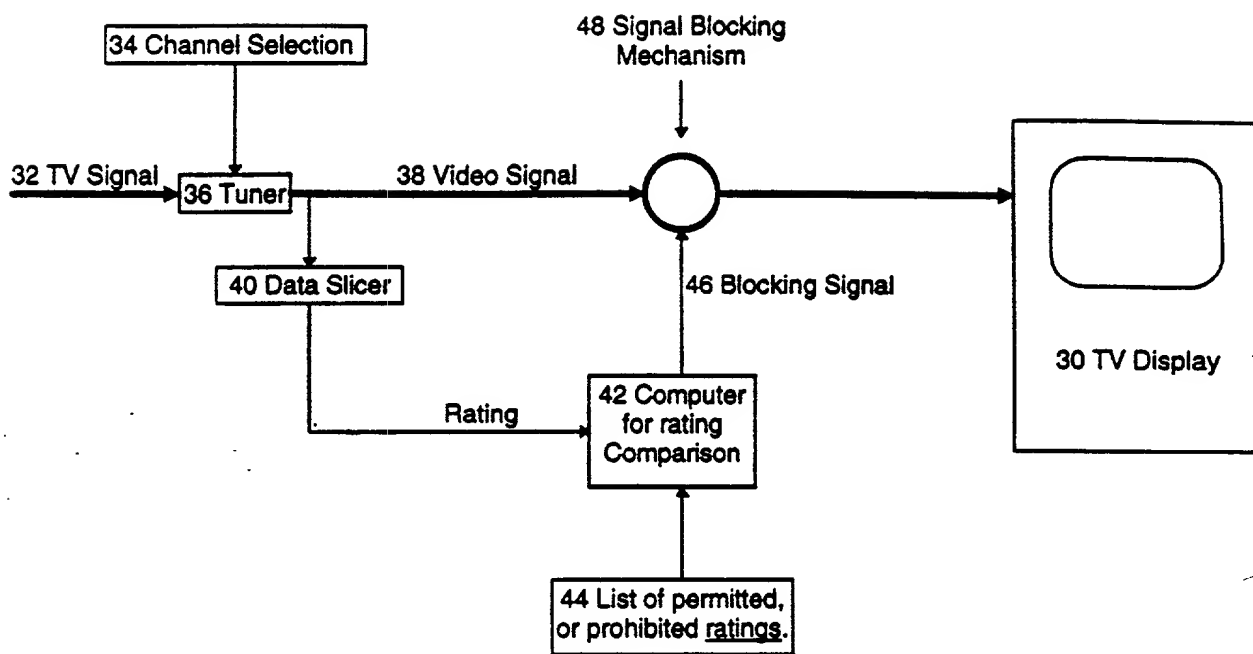 34 Channel Selection
48 Signal Blocking
Mechanism
32 TV Signal
36 Tuner
38 Video Signal
40 Data Slicer
46 Blocking Signal
30 TV Display
Rating
42 Computer
for rating
Comparison
44 List of permitted,
or prohibited ratings.